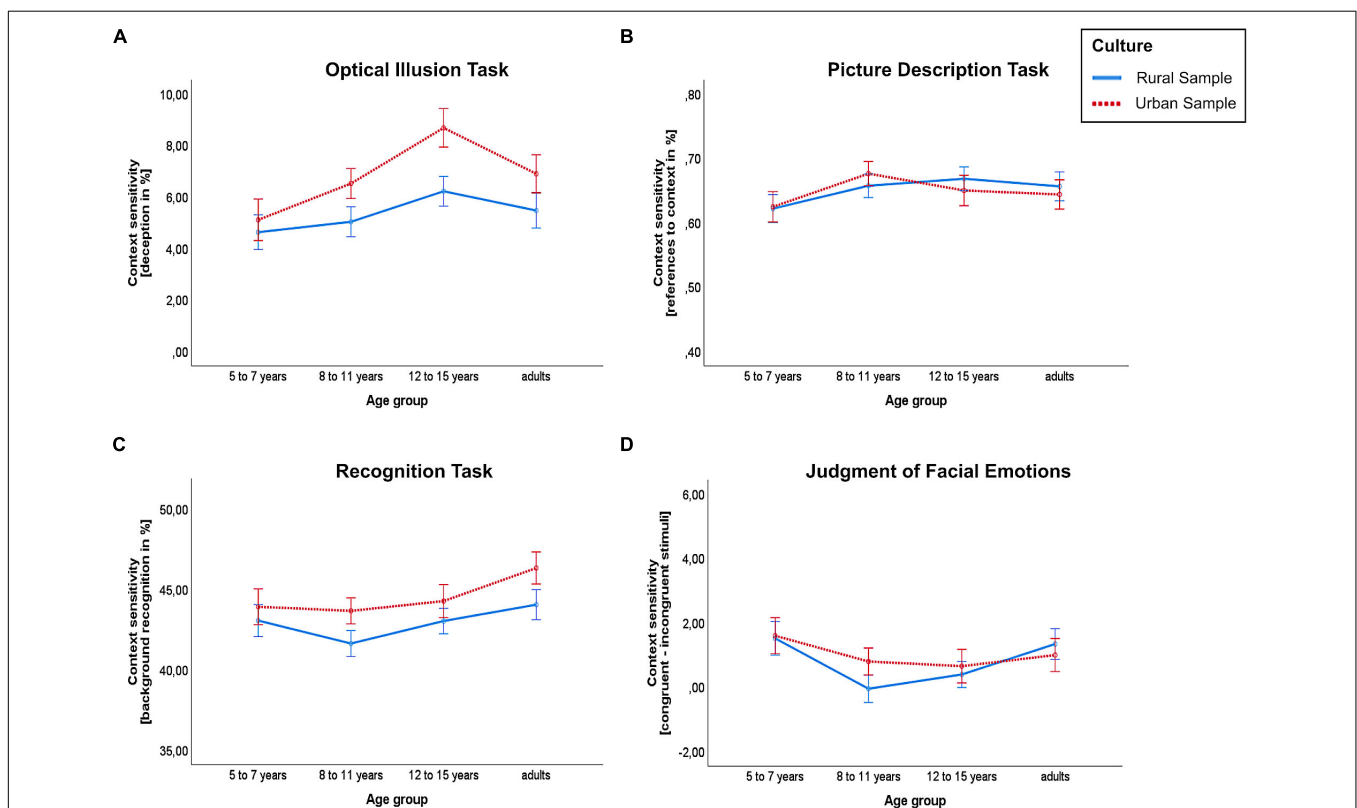 A
Optical Illusion Task
Context sensitivity
[deception in %]
10,00
8,00
6,00
4,00
2,00
,00
5 to 7 years
8 to 11 years
12 to 15 years
adults
Age group
B
Picture Description Task
Context sensitivity
[references to context in %]
,80
,70
,60
,50
,40
5 to 7 years
8 to 11 years
12 to 15 years
adults
Age group
Culture
Rural Sample
Urban Sample
C
Recognition Task
Context sensitivity
[background recognition in %]
50,00
45,00
40,00
35,00
5 to 7 years
8 to 11 years
12 to 15 years
adults
Age group
D
Judgment of Facial Emotions
Context sensitivity
[congruent - incongruent stimuli]
6,00
4,00
2,00
,00
-2,00
5 to 7 years
8 to 11 years
12 to 15 years
adults
Age group